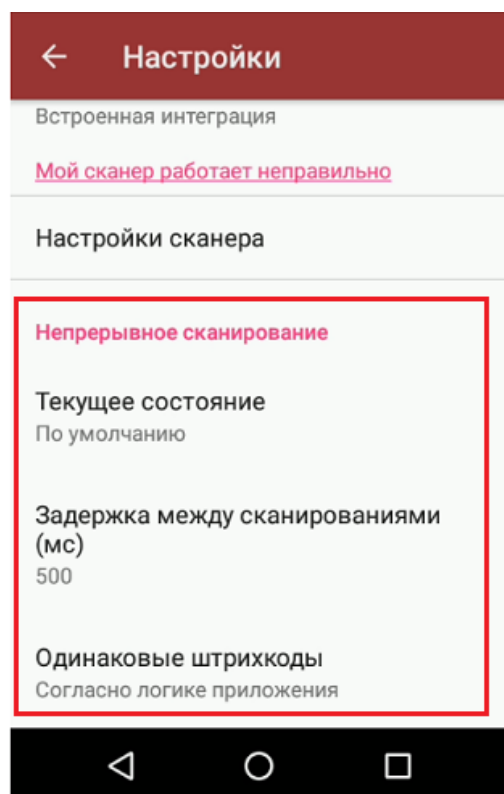 Настройки
Встроенная интеграция
Мой сканер работает неправильно
Настройки сканера
Непрерывное сканирование
Текущее состояние
По умолчанию
Задержка между сканированиями
(мс)
500
Одинаковые штрихкоды
Согласно логике приложения